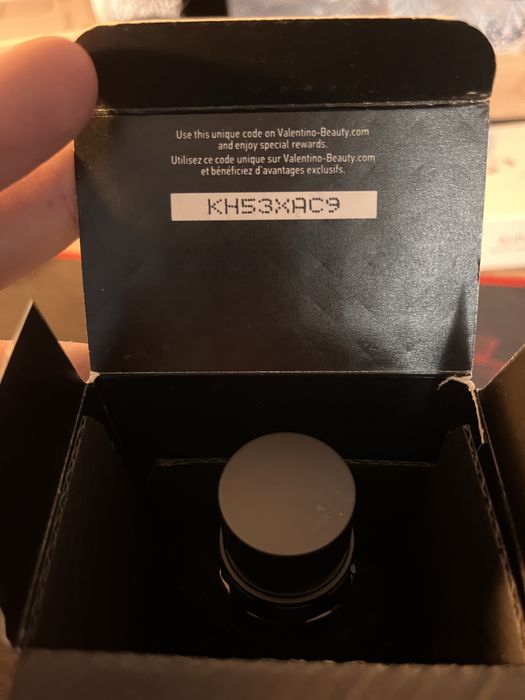 Use this unique code on Valentino-Beauty.com
and enjoy special rewards.
Utilisez ce code unique sur Valentino-Beauty.com
et bénéficiez d'avantages exclusifs.
KH53XAC9